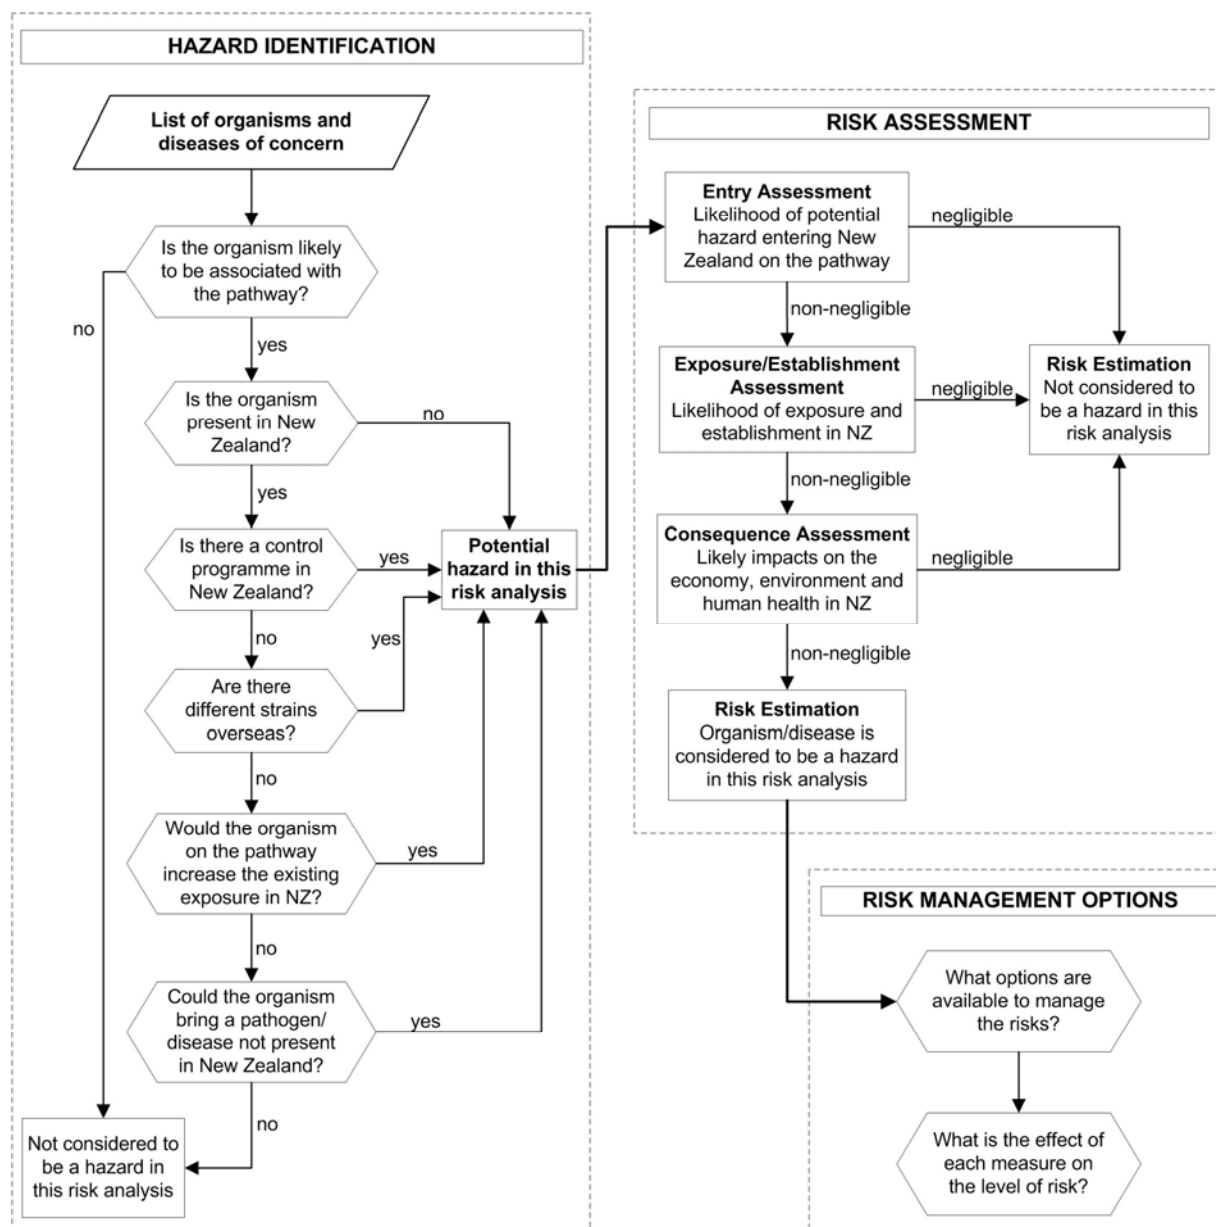 HAZARD IDENTIFICATION
List of organisms and
diseases of concern
Is the organism likely
to be associated with
the pathway?
no
yes
Is the organism
present in New
Zealand?
no
yes
Is there a control
programme in
New Zealand?
yes
Potential
hazard in this
risk analysis
no
yes
Are there
different strains
overseas?
no
Would the organism
on the pathway
increase the existing
exposure in NZ?
yes
no
Could the organism
bring a pathogen/
disease not present
in New Zealand?
yes
no
Not considered to
be a hazard in
this risk analysis
RISK ASSESSMENT
Entry Assessment
Likelihood of potential
hazard entering New
Zealand on the pathway
negligible
non-negligible
Exposure/Establishment
Assessment
Likelihood of exposure and
establishment in NZ
negligible
Risk Estimation
Not considered to
be a hazard in this
risk analysis
non-negligible
Consequence Assessment
Likely impacts on the
economy, environment and
human health in NZ
negligible
non-negligible
Risk Estimation
Organism/disease is
considered to be a hazard
in this risk analysis
RISK MANAGEMENT OPTIONS
What options are
available to manage
the risks?
What is the effect of
each measure on
the level of risk?